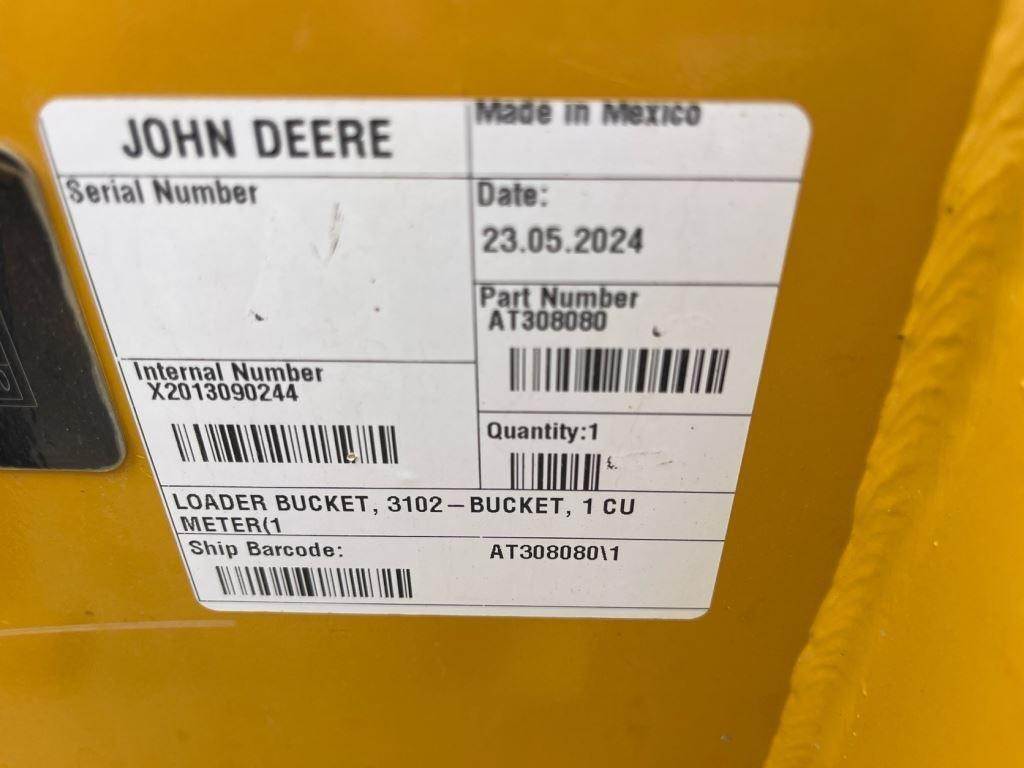 JOHN DEERE
Made in Mexico
Serial Number
Date:
23.05.2024
Part Number
AT308080
Internal Number
X2013090244
Quantity:1
LOADER BUCKET, 3102-BUCKET, 1 CU
METER(1
Ship Barcode:
AT308080\1